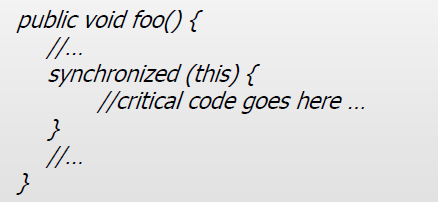 public void foo() {
//...
synchronized (this) {
//critical code goes here ...
}
//...
}